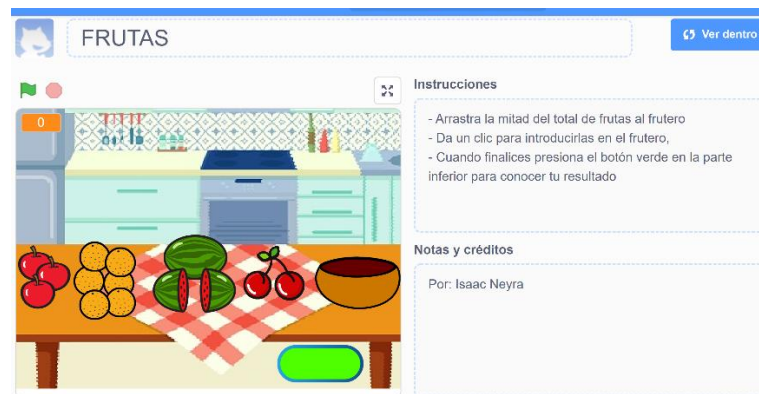 FRUTAS
Ver dentro
Instrucciones
0
- Arrastra la mitad del total de frutas al frutero
- Da un clic para introducirlas en el frutero,
- Cuando finalices presiona el botón verde en la parte
inferior para conocer tu resultado
Notas y créditos
Por: Isaac Neyra